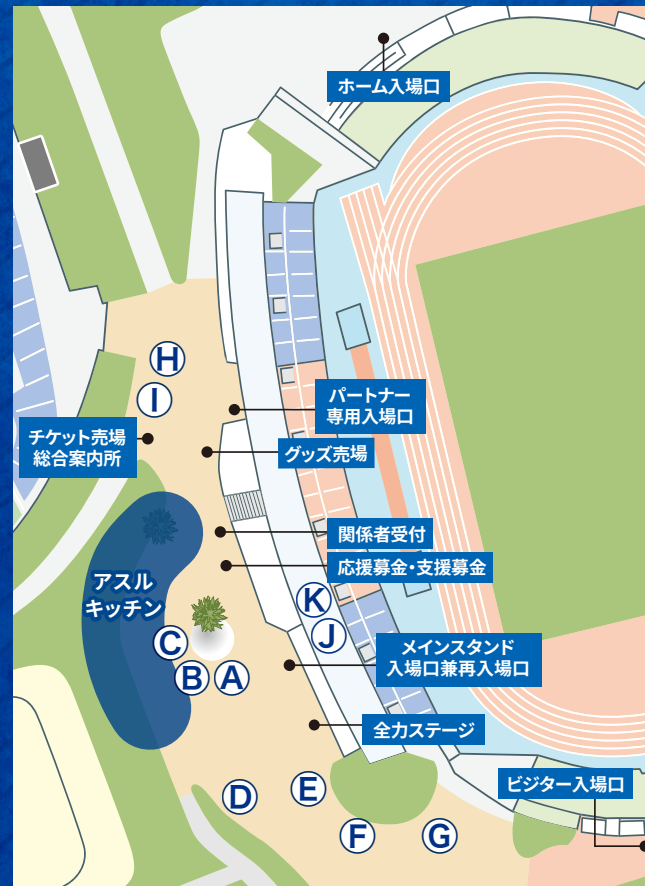 ホーム入場口
H
I
パートナー
専用入場口
チケット売場
総合案内所
グッズ売場
関係者受付
応援募金・支援募金
アスル
キッチン
K
J
C
B
A
メインスタンド
入場口兼再入場口
全力ステージ
ビジター入場口
D
E
F
G